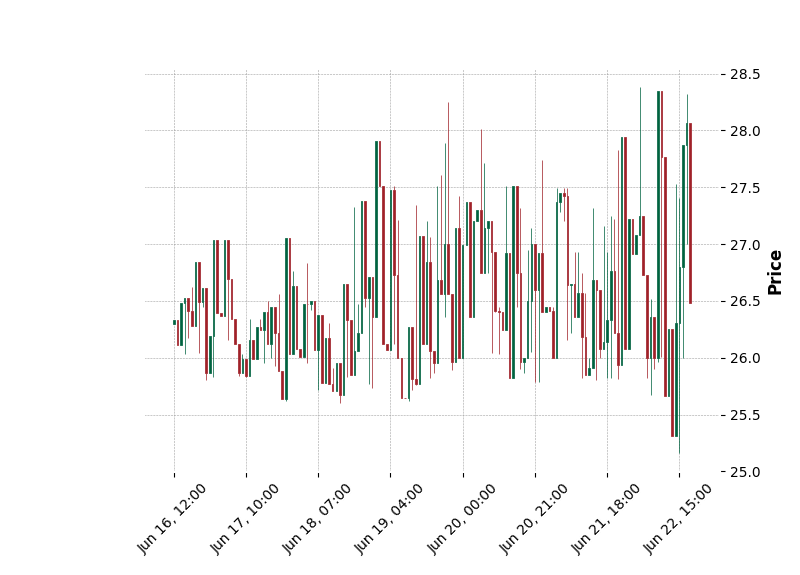 28.5
28.0
27.5
27.0
26.5
26.0
25.5
25.0
Price
Jun 16, 12:00
Jun 17, 10:00
Jun 18, 07:00
Jun 19, 04:00
Jun 20, 00:00
Jun 20, 21:00
Jun 21, 18:00
Jun 22, 15:00